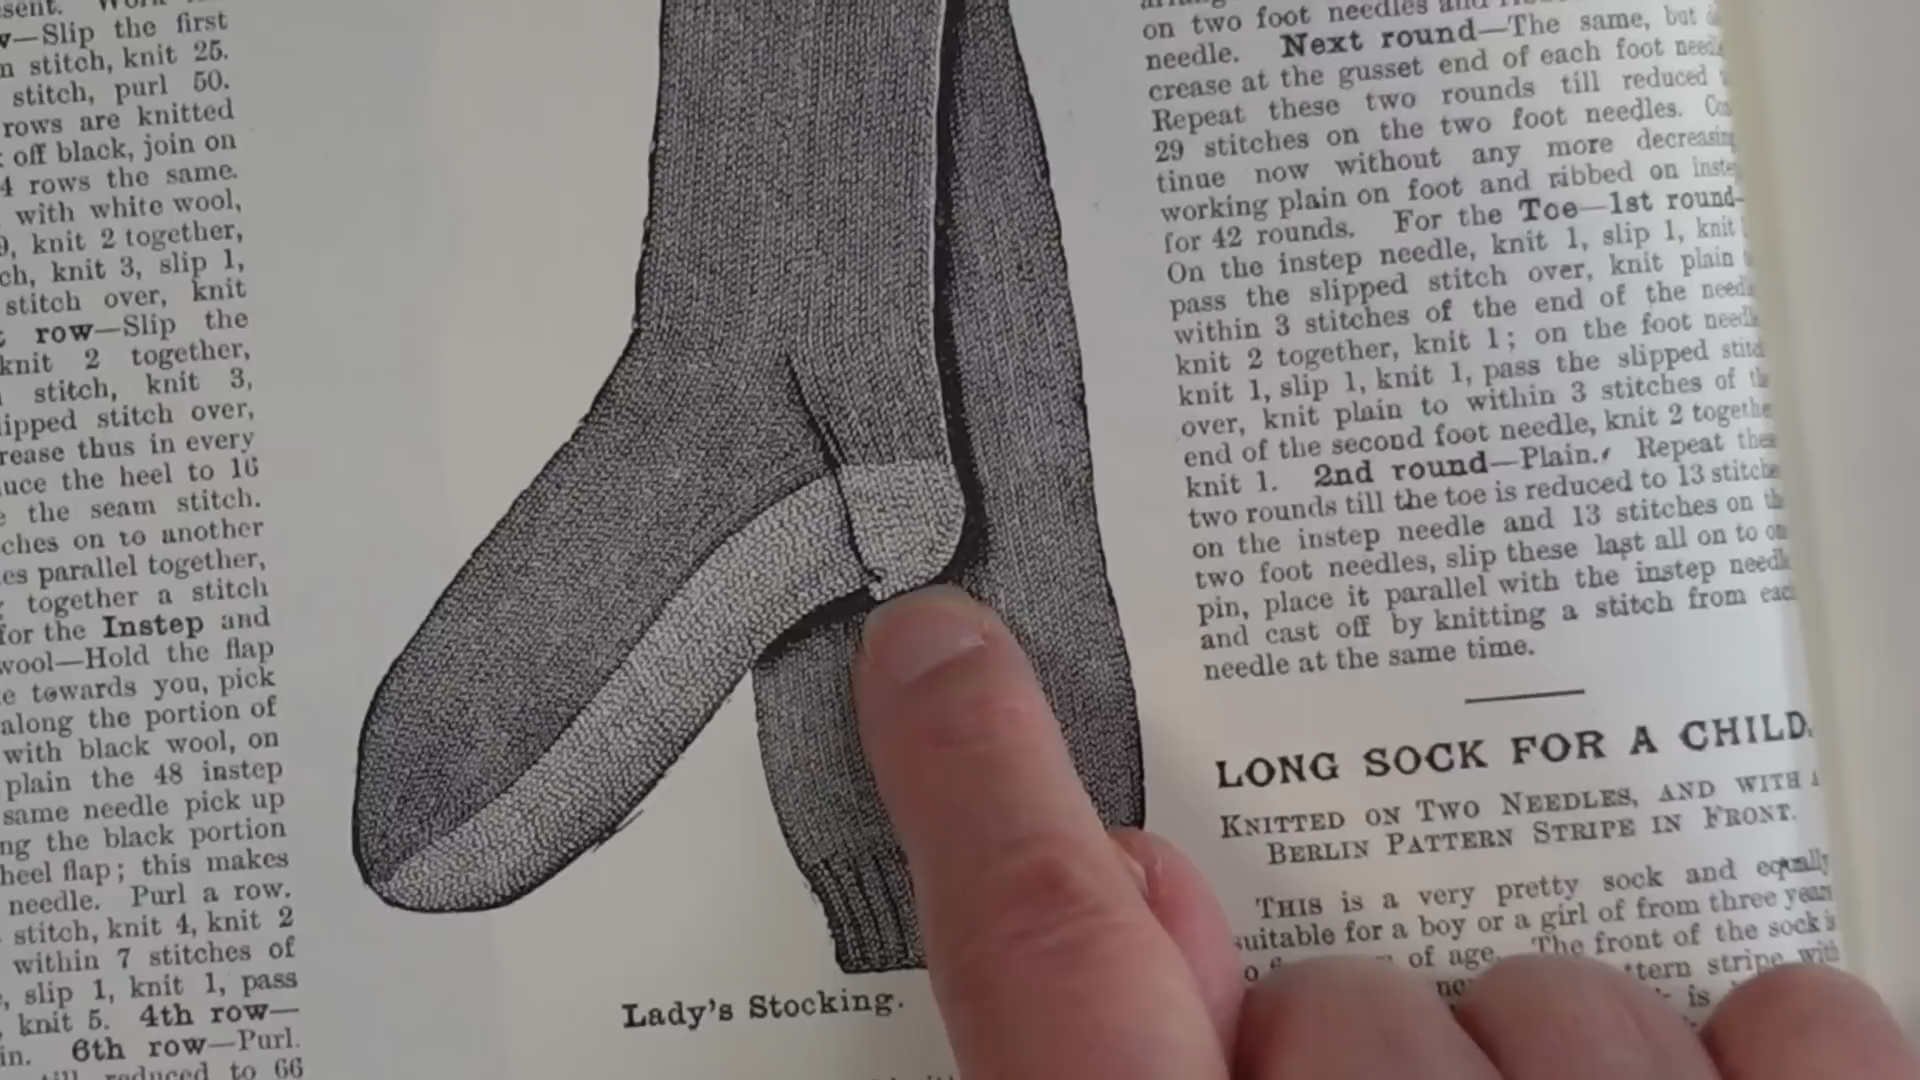 Slip the first
stitch, knit 25.
stitch, purl 50.
rows are knitted
off black, join on
4 rows the same.
with white wool,
knit 2 together,
knit 3, slip 1,
stitch over, knit
row—Slip the
knit 2 together,
stitch, knit 3,
stitch over,
thus in every
the heel to 16
the seam stitch.
on to another
parallel together,
together a stitch
for the Instep and
wool—Hold the flap
towards you, pick
along the portion of
with black wool, on
plain the 48 instep
same needle pick up
the black portion
heel flap; this makes
needle. Purl a row.
stitch, knit 4, knit 2
within 7 stitches of
slip 1, knit 1, pass
knit 5. 4th row—
6th row—Purl.
reduced to 66
Lady's Stocking.
on two foot needles
needle. Next round—The same, but
crease at the gusset end of each foot
Repeat these two rounds till reduced
29 stitches on the two foot needles.
tinue now without any more
working plain on foot and ribbed on
for 42 rounds. For the Toe—1st round—
On the instep needle, knit 1, slip 1, knit
pass the slipped stitch over, knit plain
within 3 stitches of the end of the
knit 2 together, knit 1; on the foot
knit 1, slip 1, knit 1, pass the slipped
over, knit plain to within 3 stitches of
end of the second foot needle, knit 2
knit 1. 2nd round—Plain. Repeat
two rounds till the toe is reduced to 13
on the instep needle and 13 stitches on
two foot needles, slip these last all on to
pin, place it parallel with the instep
and cast off by knitting a stitch from
needle at the same time.
LONG SOCK FOR A CHILD.
KNITTED ON TWO NEEDLES, AND WITH A
BERLIN PATTERN STRIPE IN FRONT.
THIS is a very pretty sock and equally
suitable for a boy or a girl of from three years
of age. The front of the sock is
stripe with
is